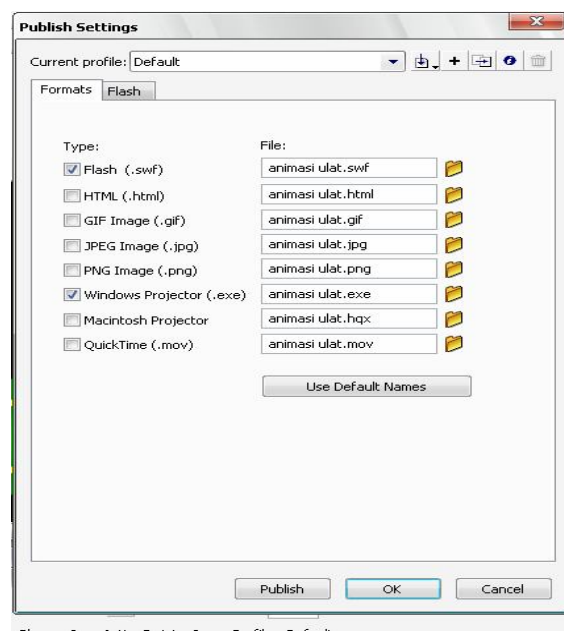 Publish Settings
Current profile: Default
Formats Flash
Type: File:
Flash (.swf) animasi ulat.swf
HTML (.html) animasi ulat.html
GIF Image (.gif) animasi ulat.gif
JPEG Image (.jpg) animasi ulat.jpg
PNG Image (.png) animasi ulat.png
Windows Projector (.exe) animasi ulat.exe
Macintosh Projector animasi ulat.hqx
QuickTime (.mov) animasi ulat.mov
Use Default Names
Publish OK Cancel